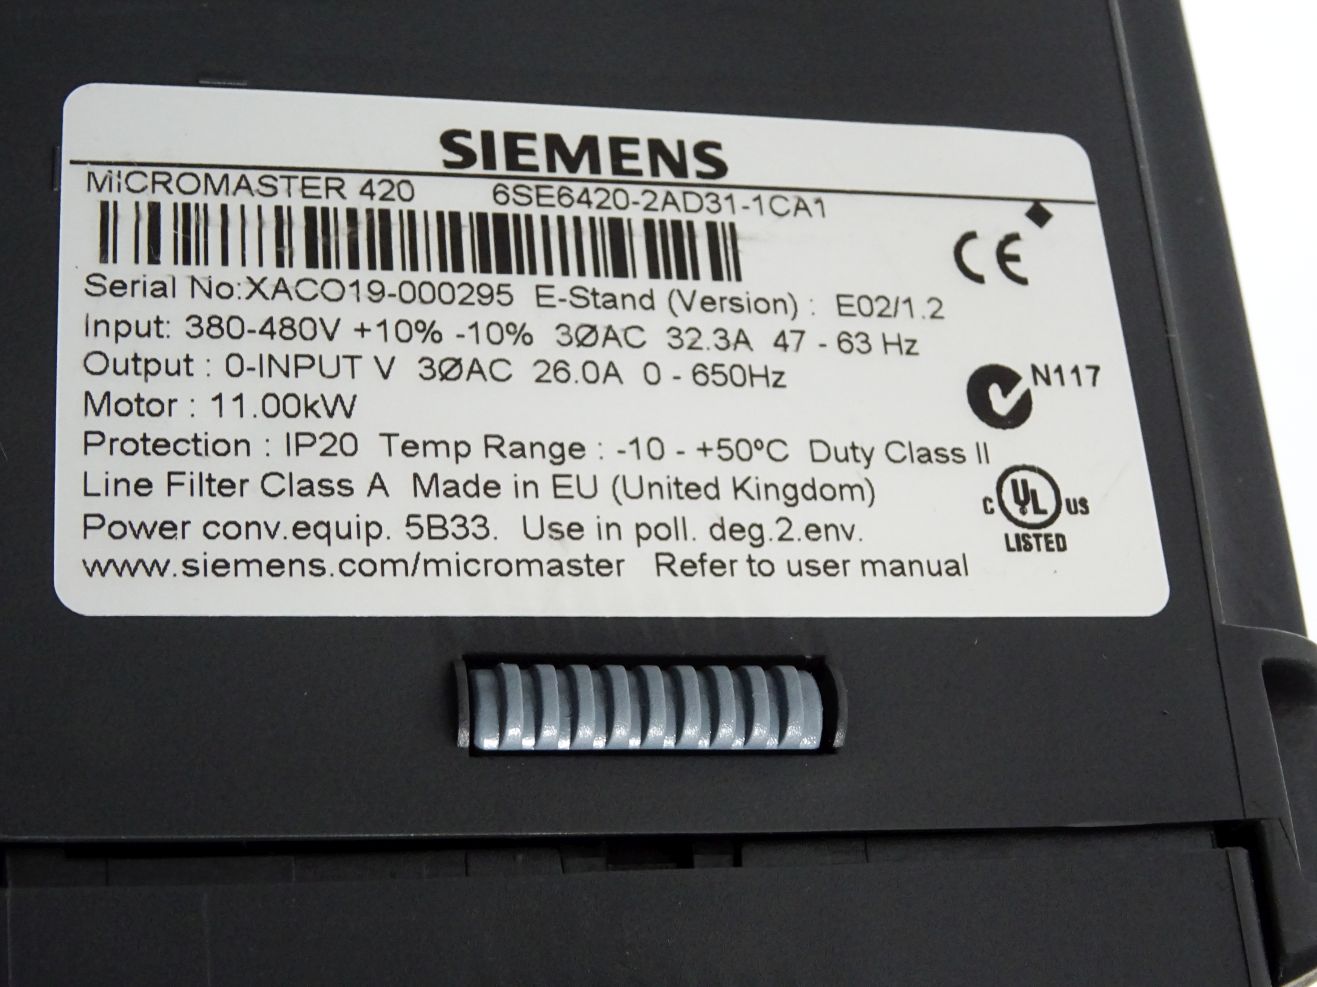 SIEMENS
MICROMASTER 420 6SE6420-2AD31-1CA1
CE
Serial No:XACO19-000295 E-Stand (Version) : E02/1.2
Input: 380-480V +10% -10% 3ØAC 32.3A 47 - 63 Hz
Output : 0-INPUT V 3ØAC 26.0A 0 - 650Hz
N117
Motor : 11.00kW
Protection : IP20 Temp Range : -10 - +50°C Duty Class II
Line Filter Class A Made in EU (United Kingdom)
C UL US
LISTED
Power conv.equip. 5B33. Use in poll. deg.2.env.
www.siemens.com/micromaster Refer to user manual